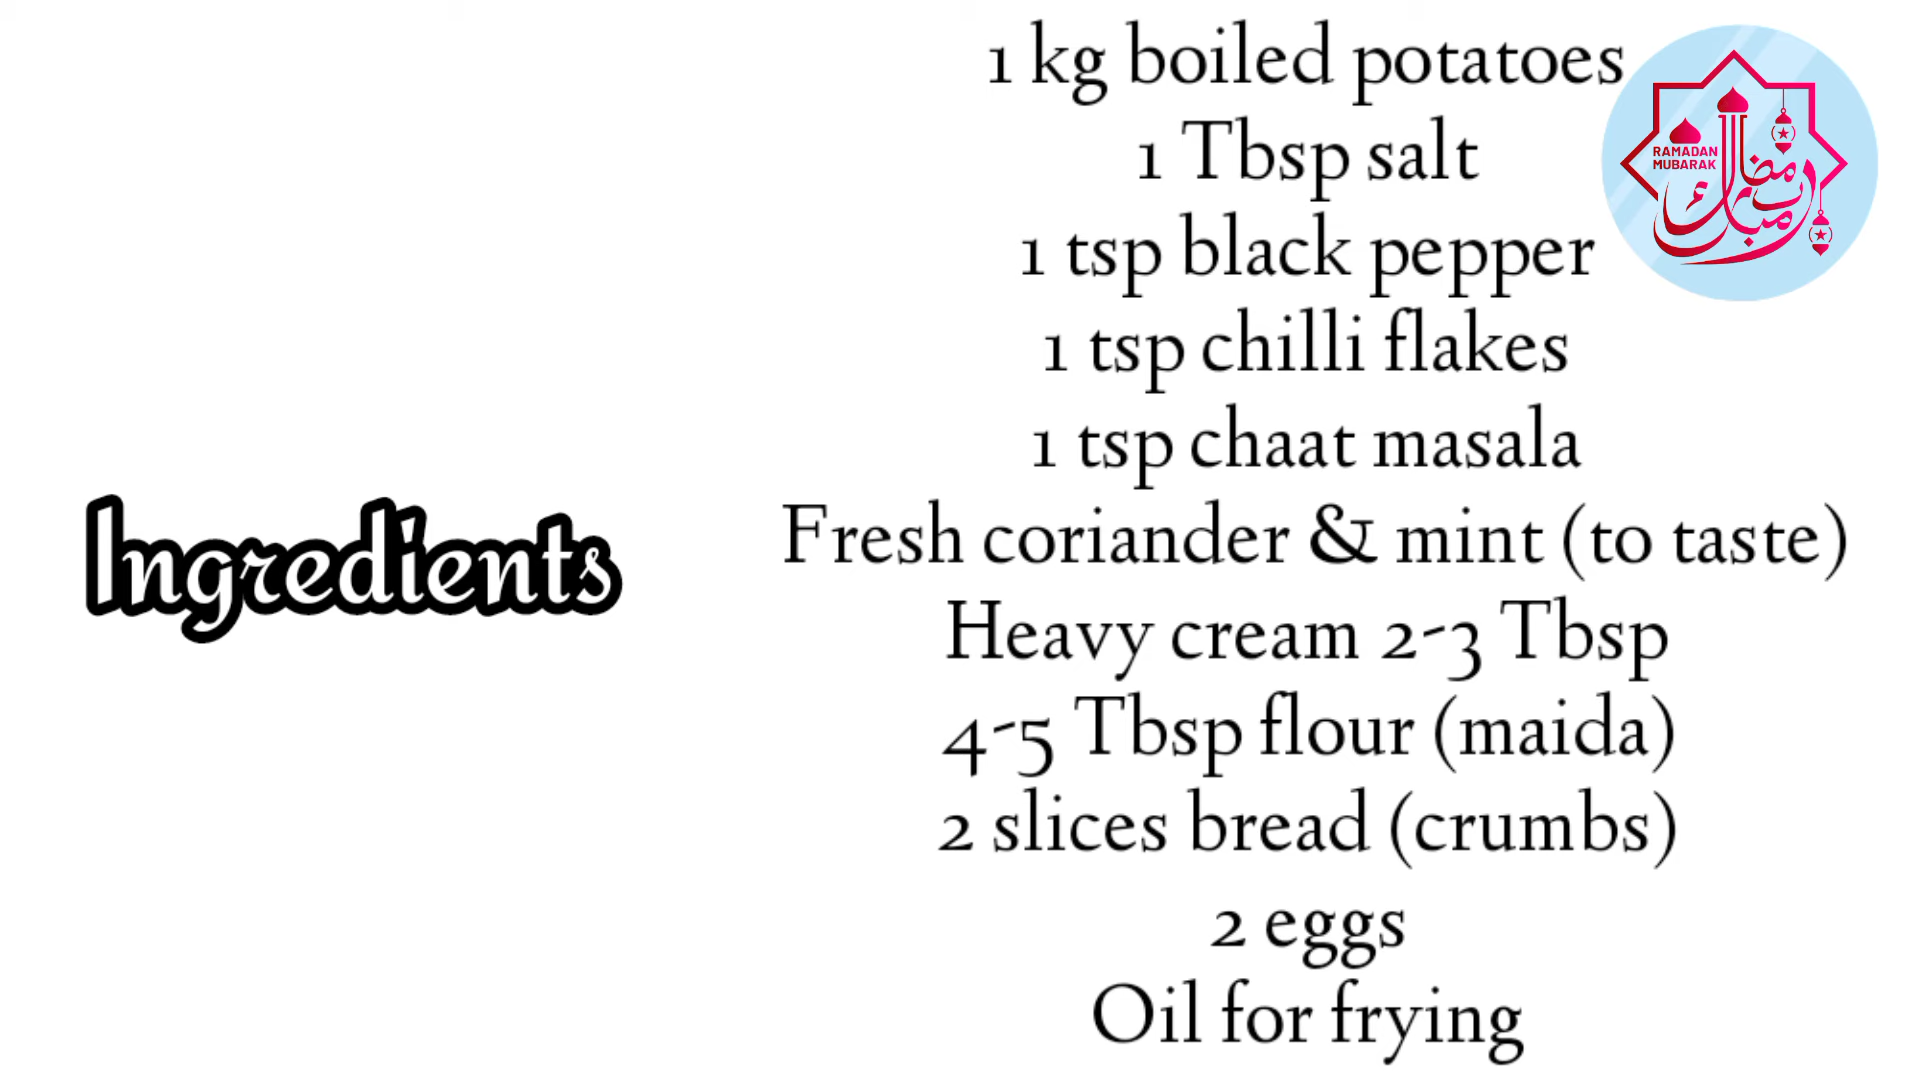 Ingredients
1 kg boiled potatoes
1 Tbsp salt
1 tsp black pepper
1 tsp chilli flakes
1 tsp chaat masala
Fresh coriander & mint (to taste)
Heavy cream 2-3 Tbsp
4-5 Tbsp flour (maida)
2 slices bread (crumbs)
2 eggs
Oil for frying
RAMADAN
MUBARAK
رمضان
مبارك